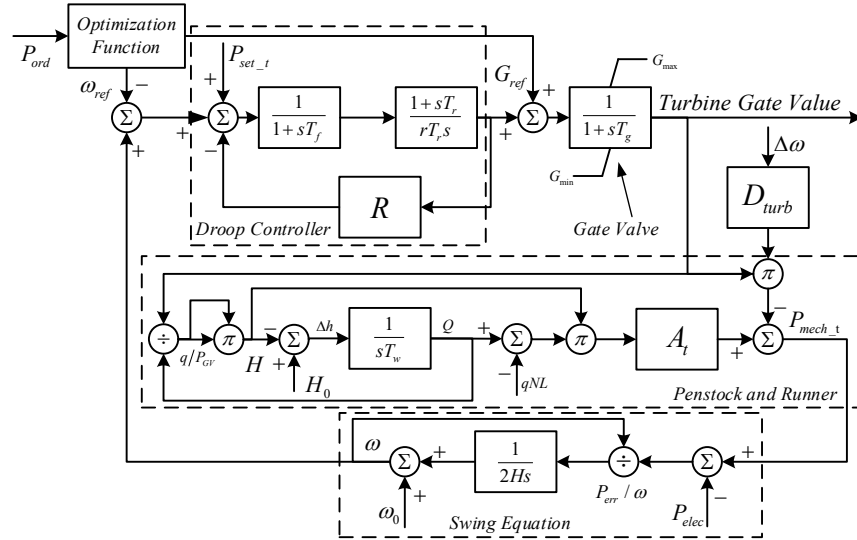 Optimization
Function
P_ord
ω_ref
−
+
P_set_t
+
+
−
Σ
Σ
1/(1+sT_f)
(1+sT_r)/(rT_r s)
R
Droop Controller
G_ref
+
+
Σ
1/(1+sT_g)
G_max
G_min
Gate Valve
Turbine Gate Value
Δω
D_turb
π
÷
q/P_GV
π
H
−
+
Σ
H_0
Δh
1/(sT_w)
Q
+
−
Σ
qNL
π
A_t
+
−
Σ
P_mech_t
Penstock and Runner
ω
Σ
+
+
ω_0
1/(2Hs)
÷
P_err / ω
Σ
+
−
P_elec
Swing Equation